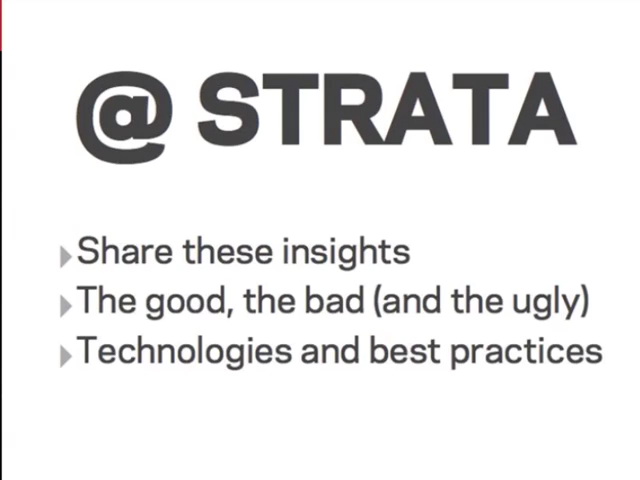 @ STRATA
Share these insights
The good, the bad (and the ugly)
Technologies and best practices